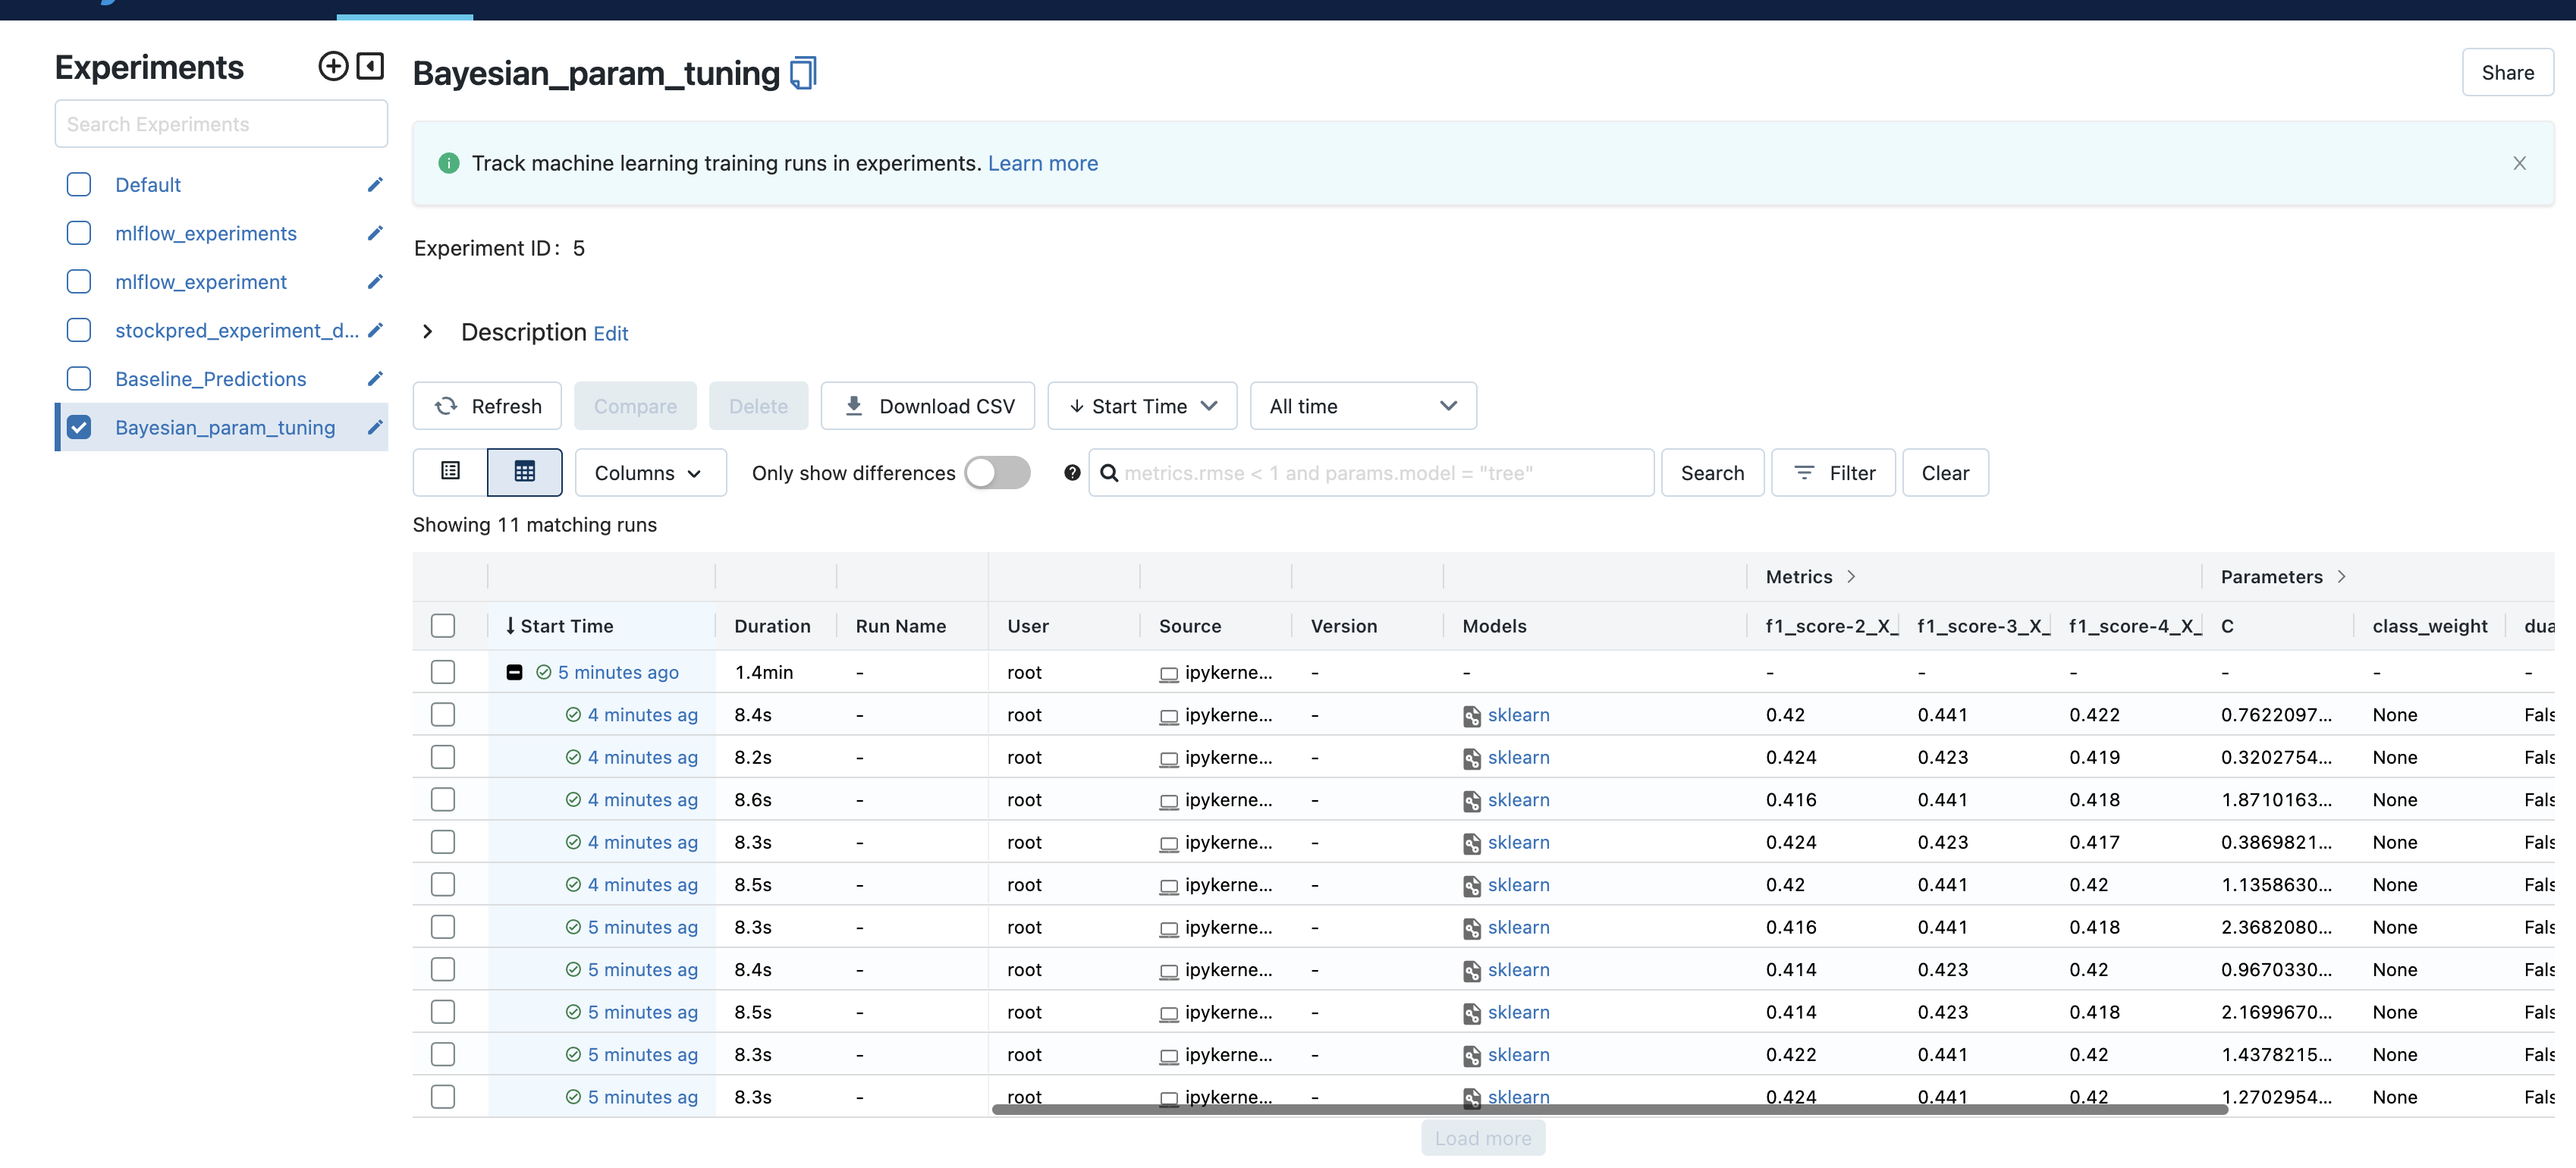 Experiments
Search Experiments
Default
mlflow_experiments
mlflow_experiment
stockpred_experiment_d...
Baseline_Predictions
Bayesian_param_tuning
Bayesian_param_tuning
Share
Track machine learning training runs in experiments. Learn more
Experiment ID: 5
Description Edit
Refresh Compare Delete Download CSV Start Time All time
Columns Only show differences metrics.rmse < 1 and params.model = "tree" Search Filter Clear
Showing 11 matching runs
Metrics Parameters
Start Time Duration Run Name User Source Version Models f1_score-2_X_ f1_score-3_X_ f1_score-4_X_ C class_weight dua
5 minutes ago 1.4min - root ipykerne... - - - - - - - -
4 minutes ag 8.4s - root ipykerne... - sklearn 0.42 0.441 0.422 0.7622097... None Fals
4 minutes ag 8.2s - root ipykerne... - sklearn 0.424 0.423 0.419 0.3202754... None Fals
4 minutes ag 8.6s - root ipykerne... - sklearn 0.416 0.441 0.418 1.8710163... None Fals
4 minutes ag 8.3s - root ipykerne... - sklearn 0.424 0.423 0.417 0.3869821... None Fals
4 minutes ag 8.5s - root ipykerne... - sklearn 0.42 0.441 0.42 1.1358630... None Fals
5 minutes ag 8.3s - root ipykerne... - sklearn 0.416 0.441 0.418 2.3682080... None Fals
5 minutes ag 8.4s - root ipykerne... - sklearn 0.414 0.423 0.42 0.9670330... None Fals
5 minutes ag 8.5s - root ipykerne... - sklearn 0.414 0.423 0.418 2.1699670... None Fals
5 minutes ag 8.3s - root ipykerne... - sklearn 0.422 0.441 0.42 1.4378215... None Fals
5 minutes ag 8.3s - root ipykerne... - sklearn 0.424 0.441 0.42 1.2702954... None Fals
Load more